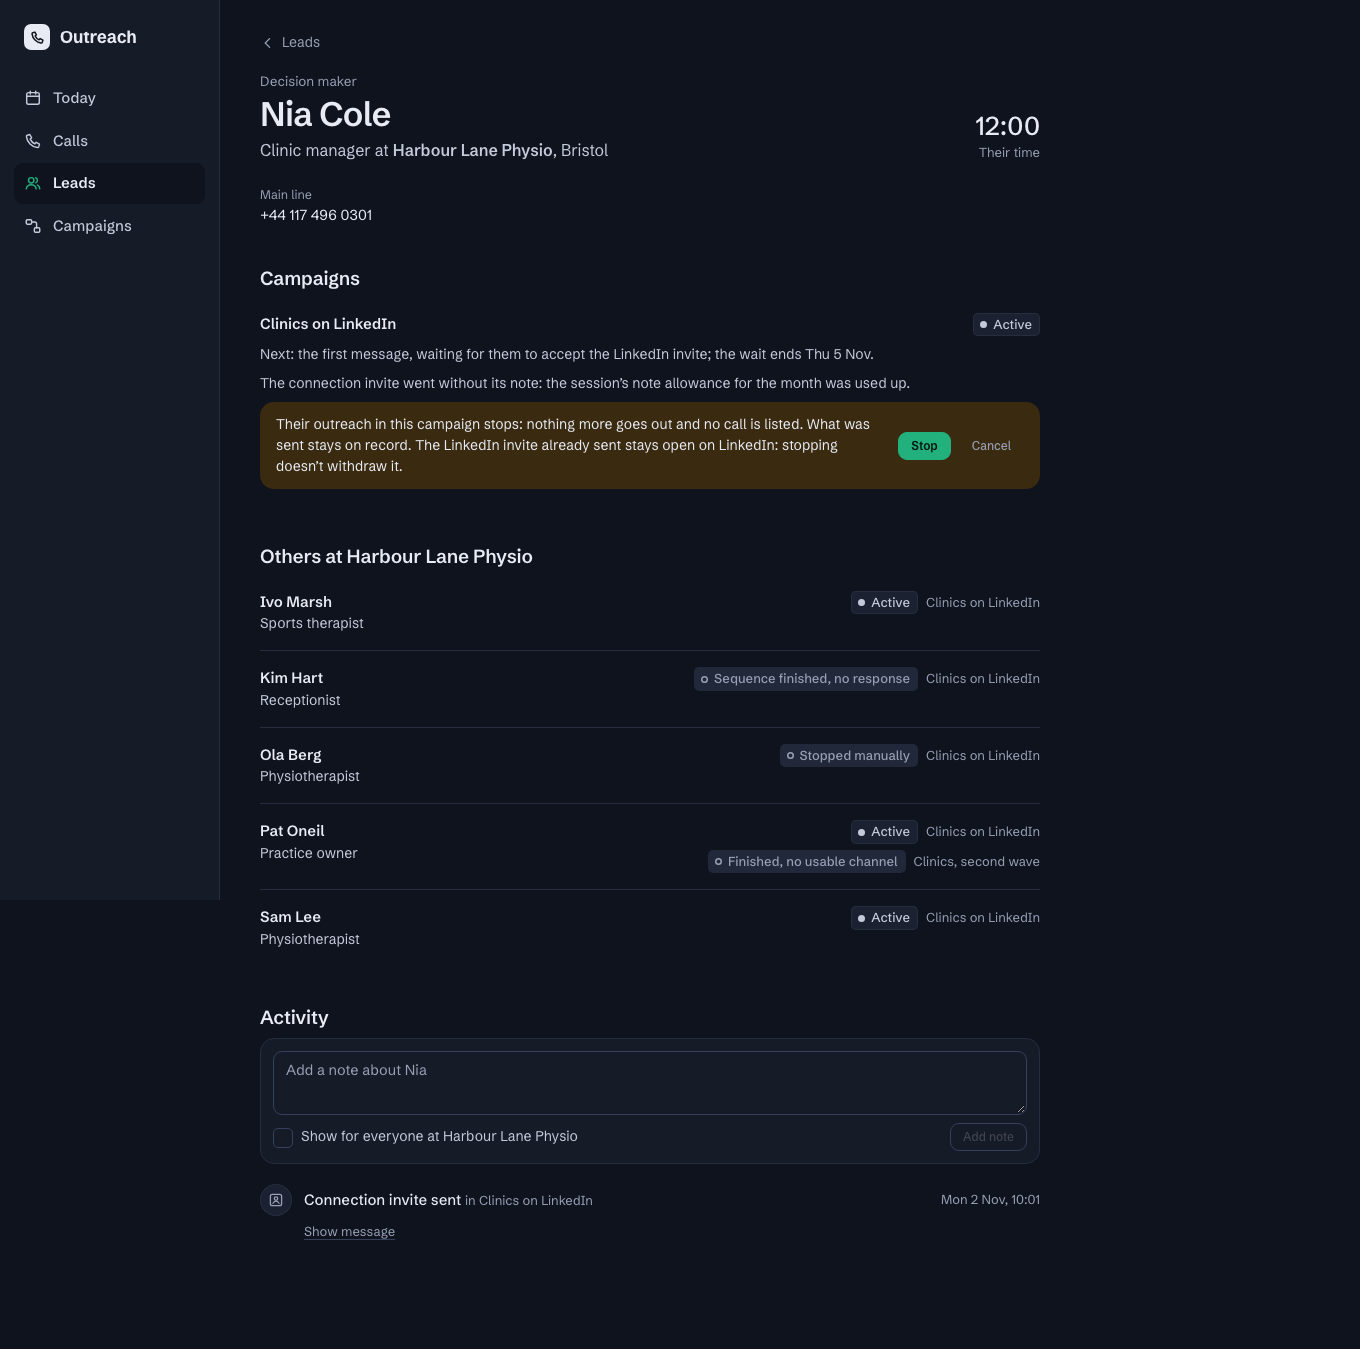 Outreach
Today
Calls
Leads
Campaigns
Leads
Decision maker
Nia Cole
Clinic manager at Harbour Lane Physio, Bristol
12:00
Their time
Main line
+44 117 496 0301
Campaigns
Clinics on LinkedIn
Active
Next: the first message, waiting for them to accept the LinkedIn invite; the wait ends Thu 5 Nov.
The connection invite went without its note: the session’s note allowance for the month was used up.
Their outreach in this campaign stops: nothing more goes out and no call is listed. What was
sent stays on record. The LinkedIn invite already sent stays open on LinkedIn: stopping
doesn’t withdraw it.
Stop
Cancel
Others at Harbour Lane Physio
Ivo Marsh
Active
Clinics on LinkedIn
Sports therapist
Kim Hart
Sequence finished, no response
Clinics on LinkedIn
Receptionist
Ola Berg
Stopped manually
Clinics on LinkedIn
Physiotherapist
Pat Oneil
Active
Clinics on LinkedIn
Practice owner
Finished, no usable channel
Clinics, second wave
Sam Lee
Active
Clinics on LinkedIn
Physiotherapist
Activity
Add a note about Nia
Show for everyone at Harbour Lane Physio
Add note
Connection invite sent in Clinics on LinkedIn
Mon 2 Nov, 10:01
Show message